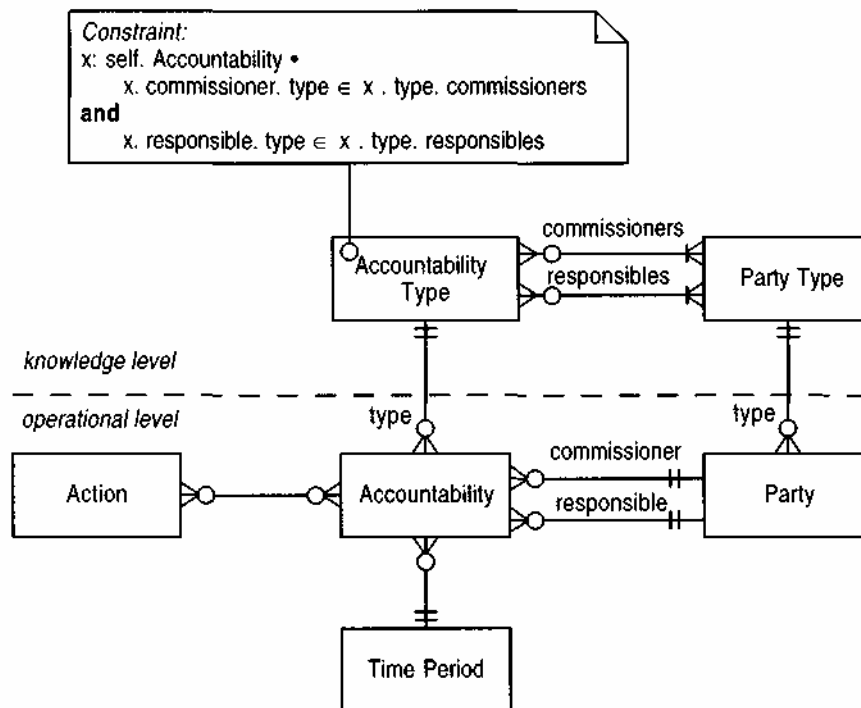 Constraint:
x: self. Accountability •
x. commissioner. type ∈ x . type. commissioners
and
x. responsible. type ∈ x . type. responsibles
commissioners
Accountability
Type
responsibles
Party Type
knowledge level
operational level
type
type
commissioner
Action
Accountability
responsible
Party
Time Period